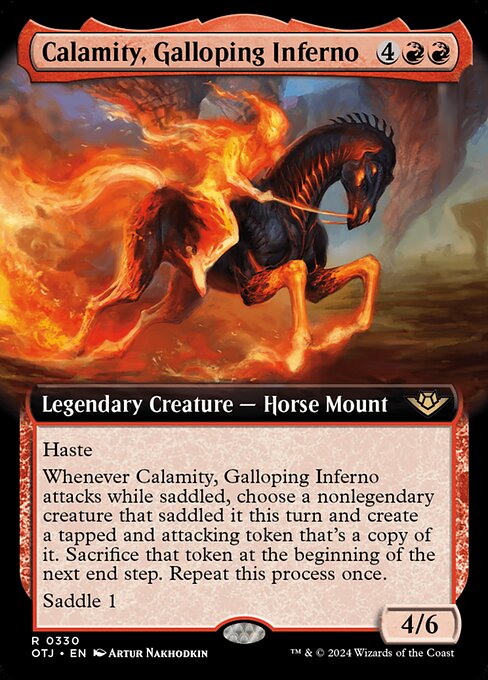 Calamity, Galloping Inferno 4
Legendary Creature — Horse Mount
Haste
Whenever Calamity, Galloping Inferno
attacks while saddled, choose a nonlegendary
creature that saddled it this turn and create
a tapped and attacking token that's a copy of
it. Sacrifice that token at the beginning of the
next end step. Repeat this process once.
Saddle 1
4/6
R 0330
OTJ • EN Artur Nakhodkin
™ & © 2024 Wizards of the Coast